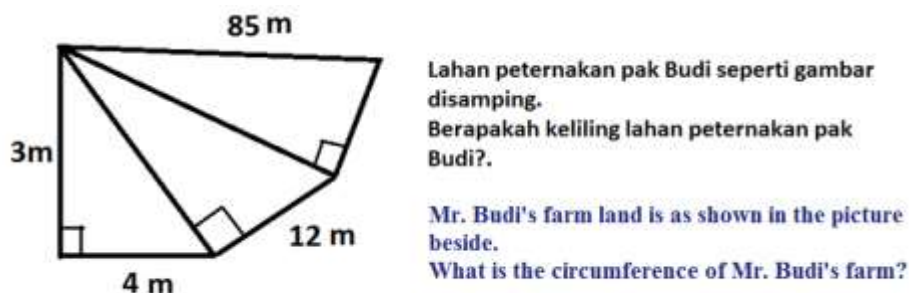 85 m
3m
12 m
4 m
Lahan peternakan pak Budi seperti gambar
disamping.
Berapakah keliling lahan peternakan pak
Budi?.
Mr. Budi's farm land is as shown in the picture
beside.
What is the circumference of Mr. Budi's farm?